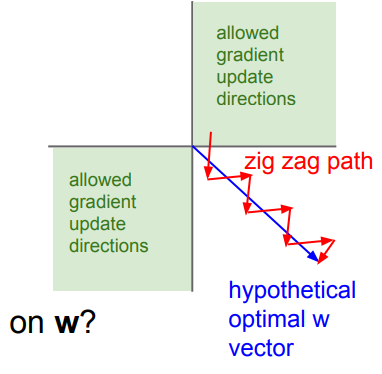 allowed
gradient
update
directions
zig zag path
allowed
gradient
update
directions
hypothetical
optimal w
vector
on w?